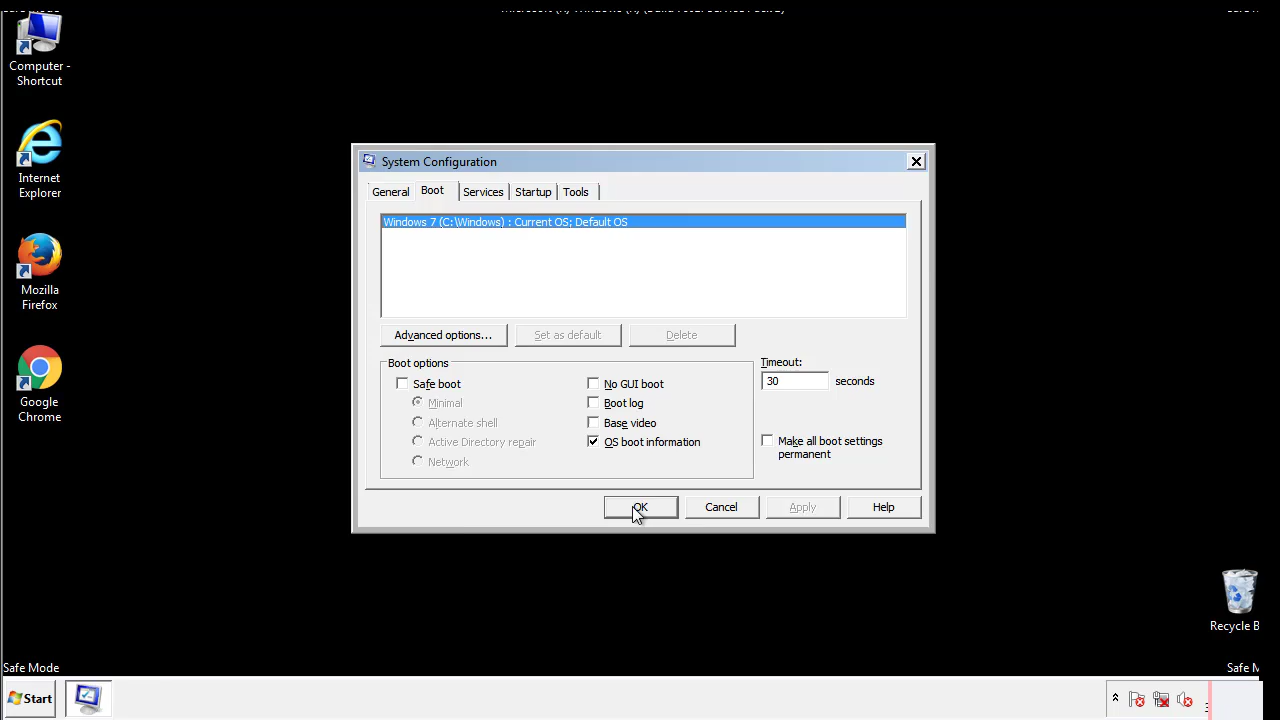 Computer -
Shortcut
Internet
Explorer
Mozilla
Firefox
Google
Chrome
System Configuration
General
Boot
Services
Startup
Tools
Windows 7 (C:\Windows) : Current OS; Default OS
Advanced options...
Set as default
Delete
Boot options
Safe boot
Minimal
Alternate shell
Active Directory repair
Network
No GUI boot
Boot log
Base video
OS boot information
Timeout:
30 seconds
Make all boot settings
permanent
OK
Cancel
Apply
Help
Recycle B
Safe Mode
Safe M
Start